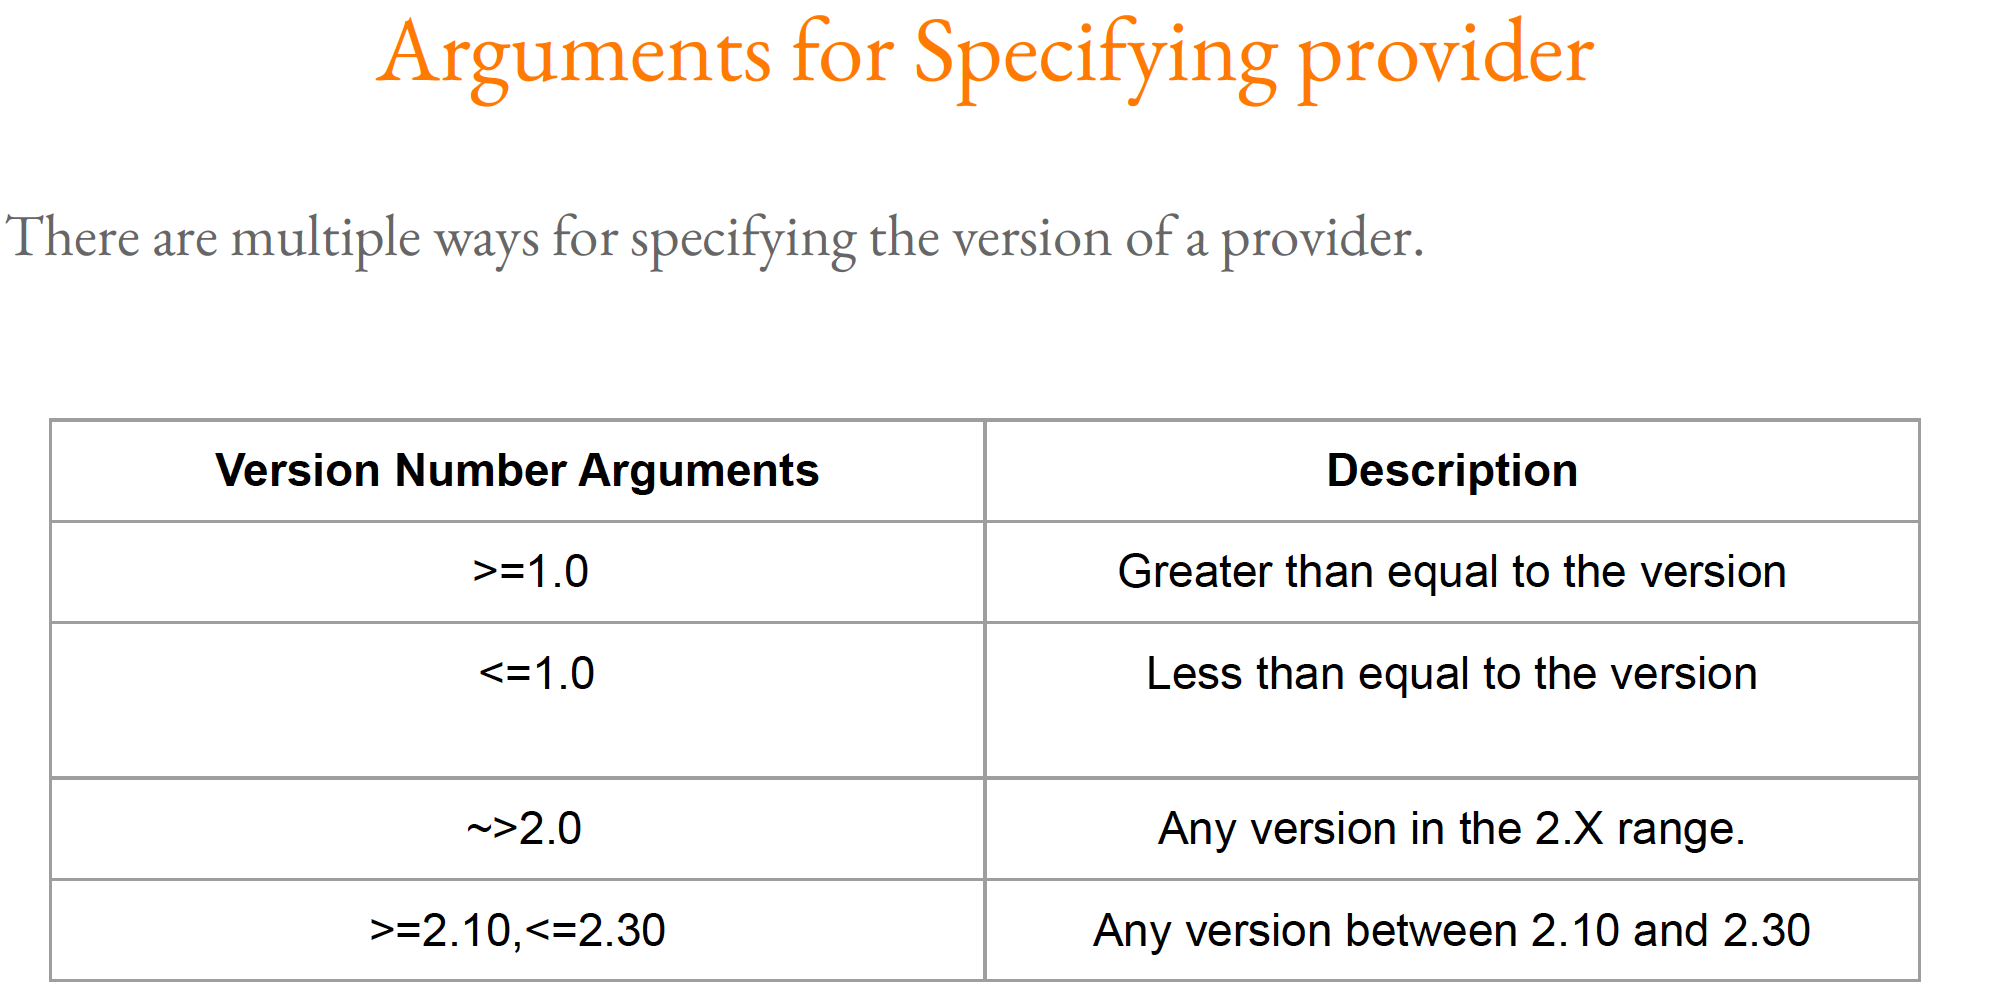 Arguments for Specifying provider
There are multiple ways for specifying the version of a provider.
Version Number Arguments Description
>=1.0 Greater than equal to the version
<=1.0 Less than equal to the version
~>2.0 Any version in the 2.X range.
>=2.10,<=2.30 Any version between 2.10 and 2.30